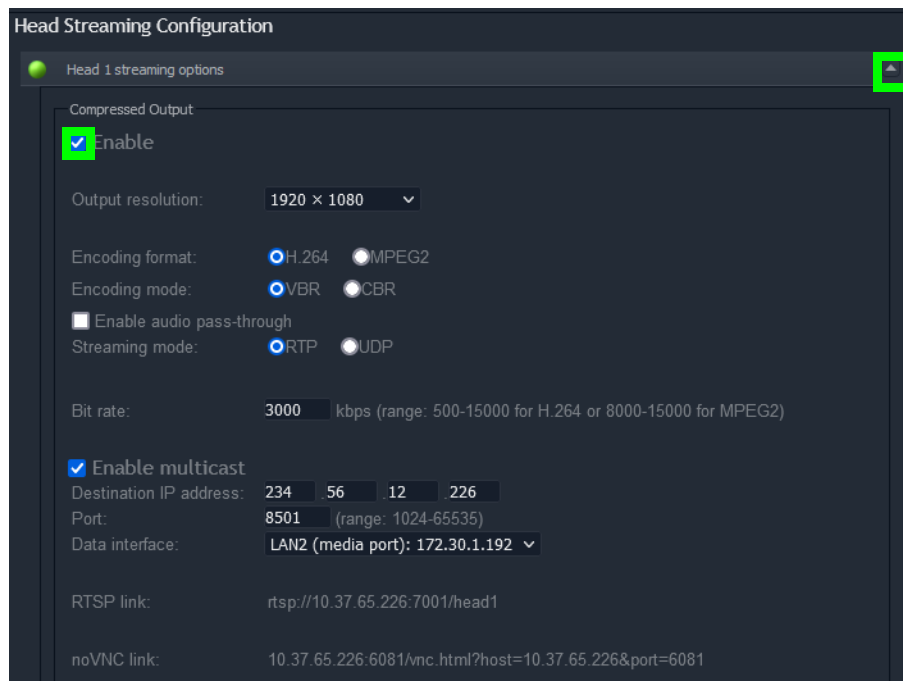 Head Streaming Configuration
Head 1 streaming options
Compressed Output
Enable
Output resolution: 1920 × 1080
Encoding format: H.264 MPEG2
Encoding mode: VBR CBR
Enable audio pass-through
Streaming mode: RTP UDP
Bit rate: 3000 kbps (range: 500-15000 for H.264 or 8000-15000 for MPEG2)
Enable multicast
Destination IP address: 234 .56 .12 .226
Port: 8501 (range: 1024-65535)
Data interface: LAN2 (media port): 172.30.1.192
RTSP link: rtsp://10.37.65.226:7001/head1
noVNC link: 10.37.65.226:6081/vnc.html?host=10.37.65.226&port=6081